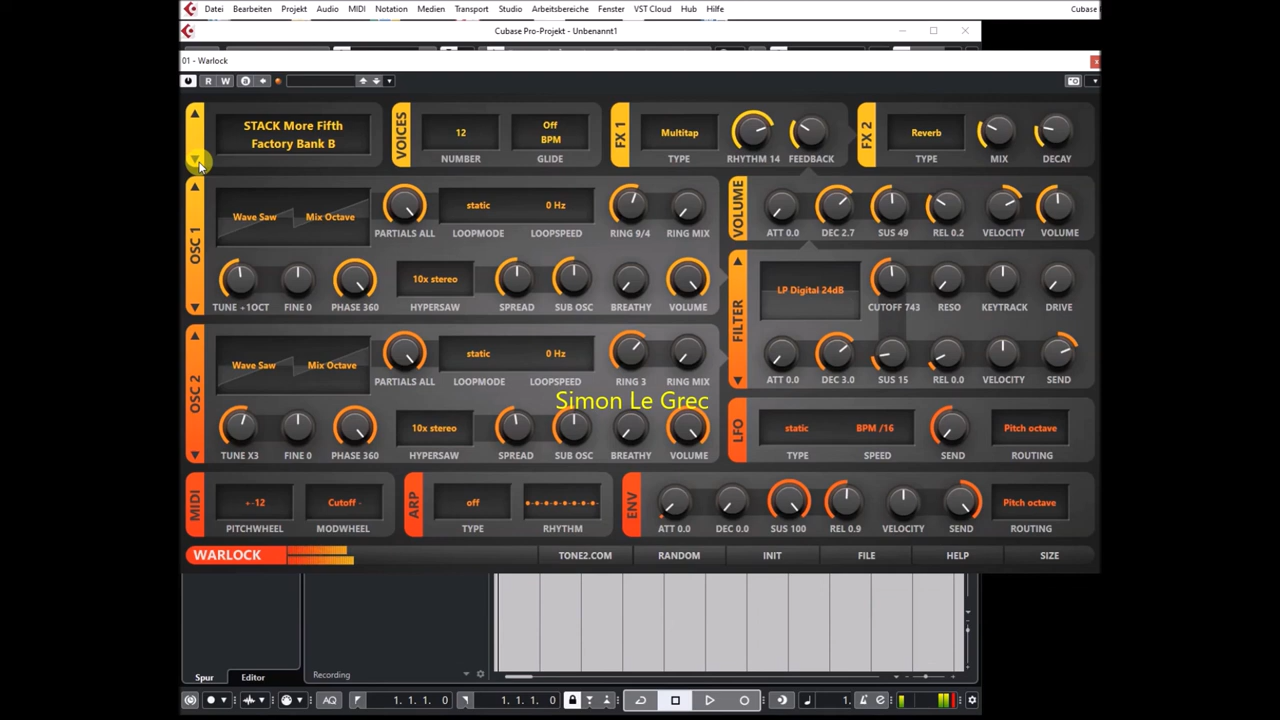 Datei Bearbeiten Projekt Audio MIDI Notation Medien Transport Studio Arbeitsbereiche Fenster VST Cloud Hub Hilfe Cubase
Cubase Pro-Projekt - Unbenannt1
01 - Warlock
R W
STACK More Fifth
Factory Bank B
VOICES
12
NUMBER
Off
BPM
GLIDE
FX 1
Multitap
TYPE
RHYTHM 14
FEEDBACK
FX 2
Reverb
TYPE
MIX
DECAY
OSC 1
Wave Saw
Mix Octave
PARTIALS ALL
static
0 Hz
LOOPMODE
LOOPSPEED
RING 9/4
RING MIX
TUNE +1OCT
FINE 0
PHASE 360
10x stereo
HYPERSAW
SPREAD
SUB OSC
BREATHY
VOLUME
VOLUME
ATT 0.0
DEC 2.7
SUS 49
REL 0.2
VELOCITY
VOLUME
FILTER
LP Digital 24dB
CUTOFF 743
RESO
KEYTRACK
DRIVE
ATT 0.0
DEC 3.0
SUS 15
REL 0.0
VELOCITY
SEND
OSC 2
Wave Saw
Mix Octave
PARTIALS ALL
static
0 Hz
LOOPMODE
LOOPSPEED
RING 3
RING MIX
Simon Le Grec
TUNE X3
FINE 0
PHASE 360
10x stereo
HYPERSAW
SPREAD
SUB OSC
BREATHY
VOLUME
LFO
static
BPM /16
TYPE
SPEED
SEND
Pitch octave
ROUTING
MIDI
+-12
PITCHWHEEL
Cutoff -
MODWHEEL
ARP
off
TYPE
RHYTHM
ENV
ATT 0.0
DEC 0.0
SUS 100
REL 0.9
VELOCITY
SEND
Pitch octave
ROUTING
WARLOCK
TONE2.COM
RANDOM
INIT
FILE
HELP
SIZE
Spur
Editor
Recording
AQ
1. 1. 1. 0
1. 1. 1. 0
1.